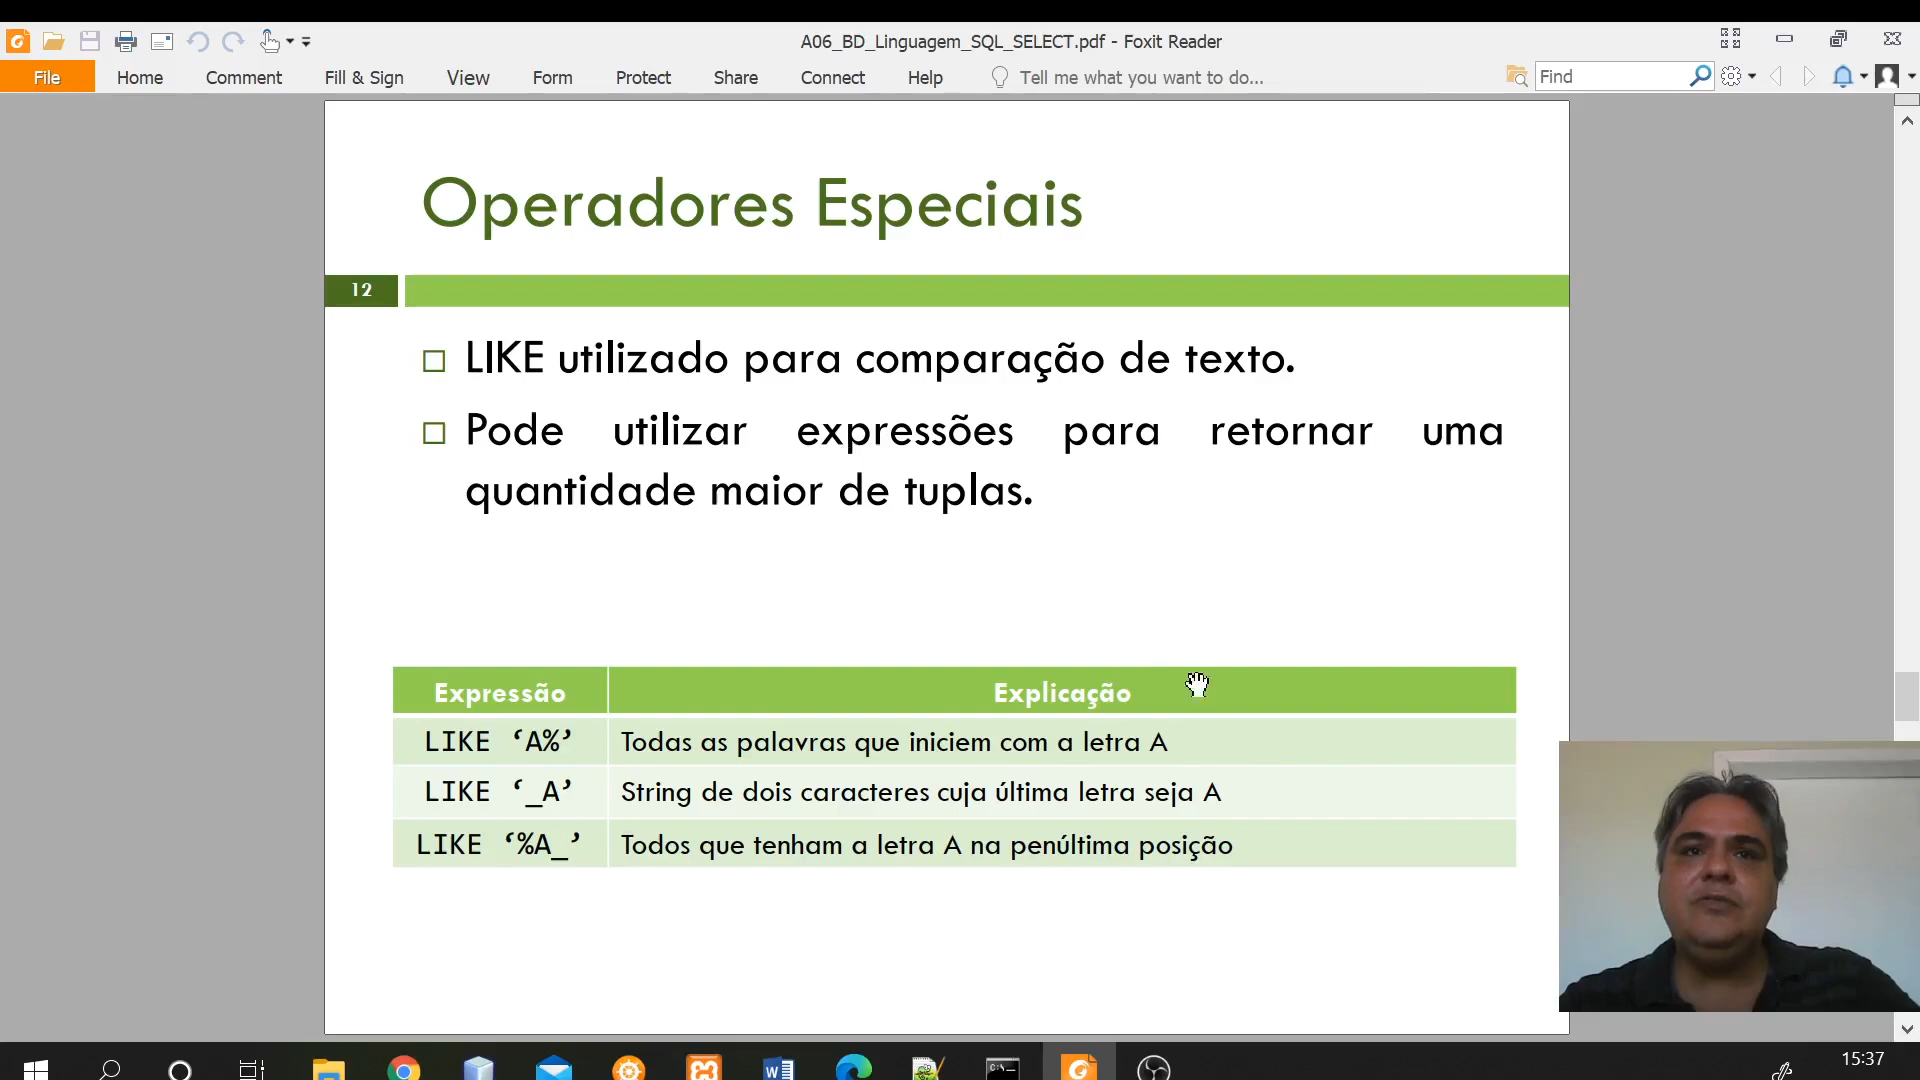 A06_BD_Linguagem_SQL_SELECT.pdf - Foxit Reader
File Home Comment Fill & Sign View Form Protect Share Connect Help Tell me what you want to do... Find
Operadores Especiais
12
LIKE utilizado para comparação de texto.
Pode utilizar expressões para retornar uma
quantidade maior de tuplas.
Expressão Explicação
LIKE ‘A%’ Todas as palavras que iniciem com a letra A
LIKE ‘_A’ String de dois caracteres cuja última letra seja A
LIKE ‘%A_’ Todos que tenham a letra A na penúltima posição
15:37